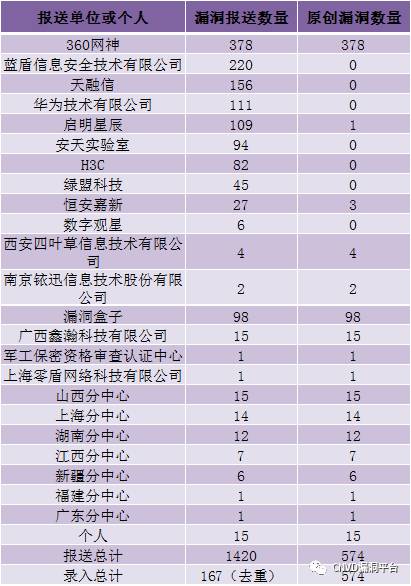 报送单位或个人 漏洞报送数量 原创漏洞数量
360网神 378 378
蓝盾信息安全技术有限公司 220 0
天融信 156 0
华为技术有限公司 111 0
启明星辰 109 1
安天实验室 94 0
H3C 82 0
绿盟科技 45 0
恒安嘉新 27 3
数字观星 6 0
西安四叶草信息技术有限公
司 4 4
南京铱迅信息技术股份有限
公司 2 2
漏洞盒子 98 98
广西鑫瀚科技有限公司 15 15
军工保密资格审查认证中心 1 1
上海零盾网络科技有限公司 1 1
山西分中心 15 15
上海分中心 14 14
湖南分中心 12 12
江西分中心 7 7
新疆分中心 6 6
福建分中心 1 1
广东分中心 1 1
个人 15 15
报送总计 1420 574
录入总计 167（去重） 574
CNVD漏洞平台